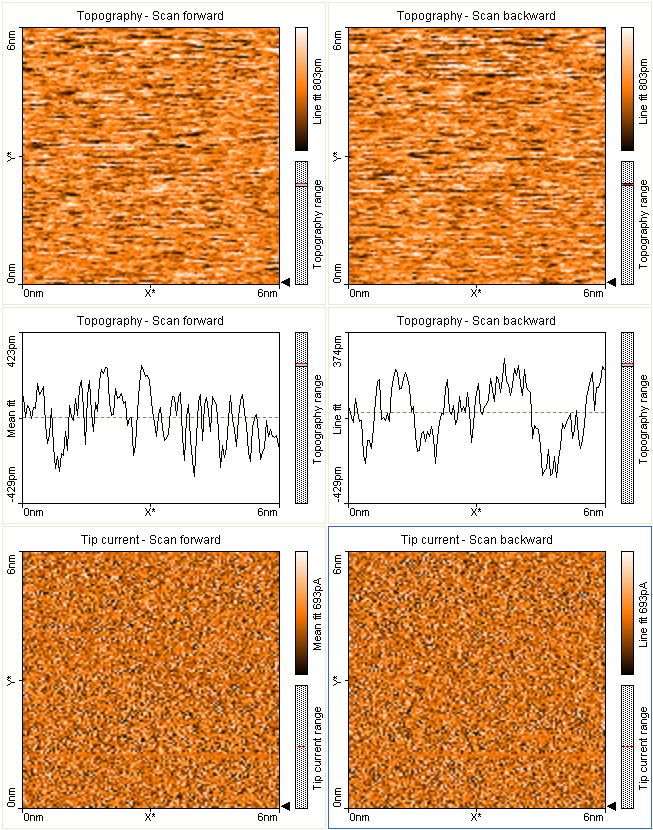 Topography - Scan forward
6nm
Y*
0nm
0nm
X*
6nm
Line fit 803pm
Topography range
Topography - Scan backward
6nm
Y*
0nm
0nm
X*
6nm
Line fit 803pm
Topography range
Topography - Scan forward
423pm
Mean fit
-429pm
0nm
X*
6nm
Topography range
Topography - Scan backward
374pm
Line fit
-429pm
0nm
X*
6nm
Topography range
Tip current - Scan forward
6nm
Y*
0nm
0nm
X*
6nm
Mean fit 693pA
Tip current range
Tip current - Scan backward
6nm
Y*
0nm
0nm
X*
6nm
Line fit 693pA
Tip current range